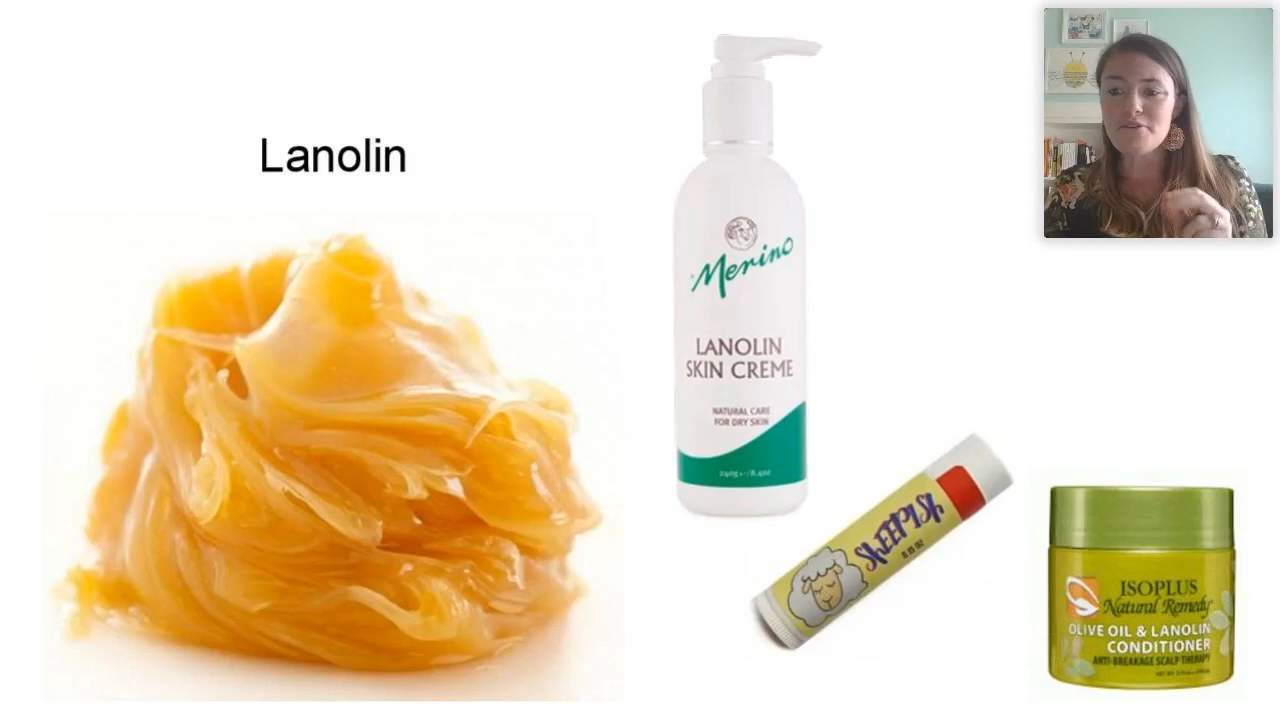 Lanolin
Merino
LANOLIN
SKIN CREME
NATURAL CARE
FOR DRY SKIN
SHEEPISH
ISOPLUS
Natural Remedy
OLIVE OIL & LANOLIN
CONDITIONER
ANTI-BREAKAGE SCALP THERAPY